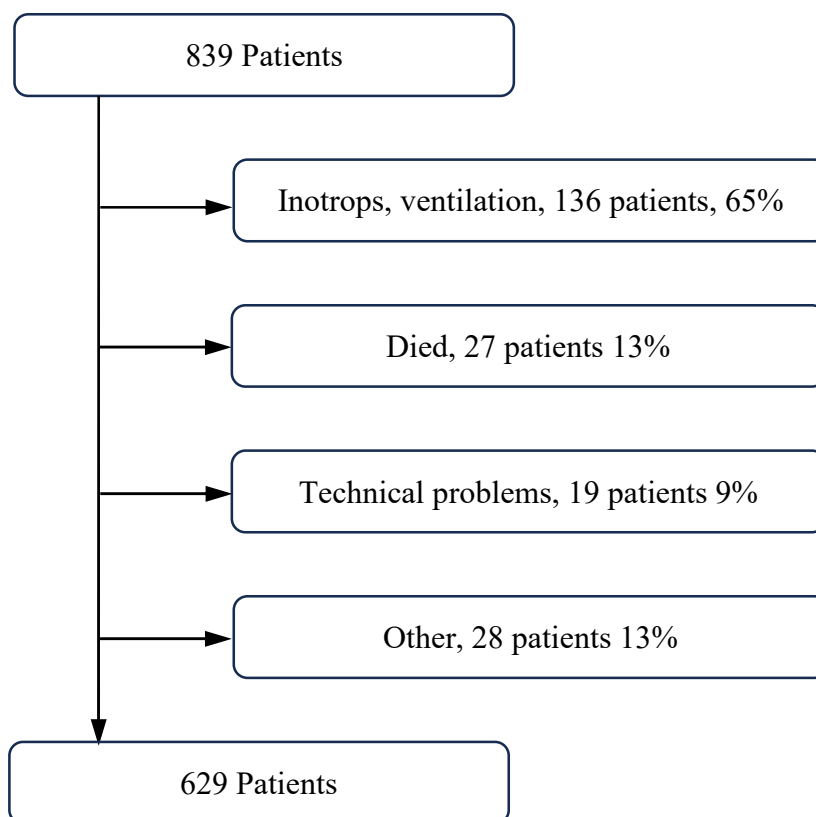 839 Patients
Inotrops, ventilation, 136 patients, 65%
Died, 27 patients 13%
Technical problems, 19 patients 9%
Other, 28 patients 13%
629 Patients